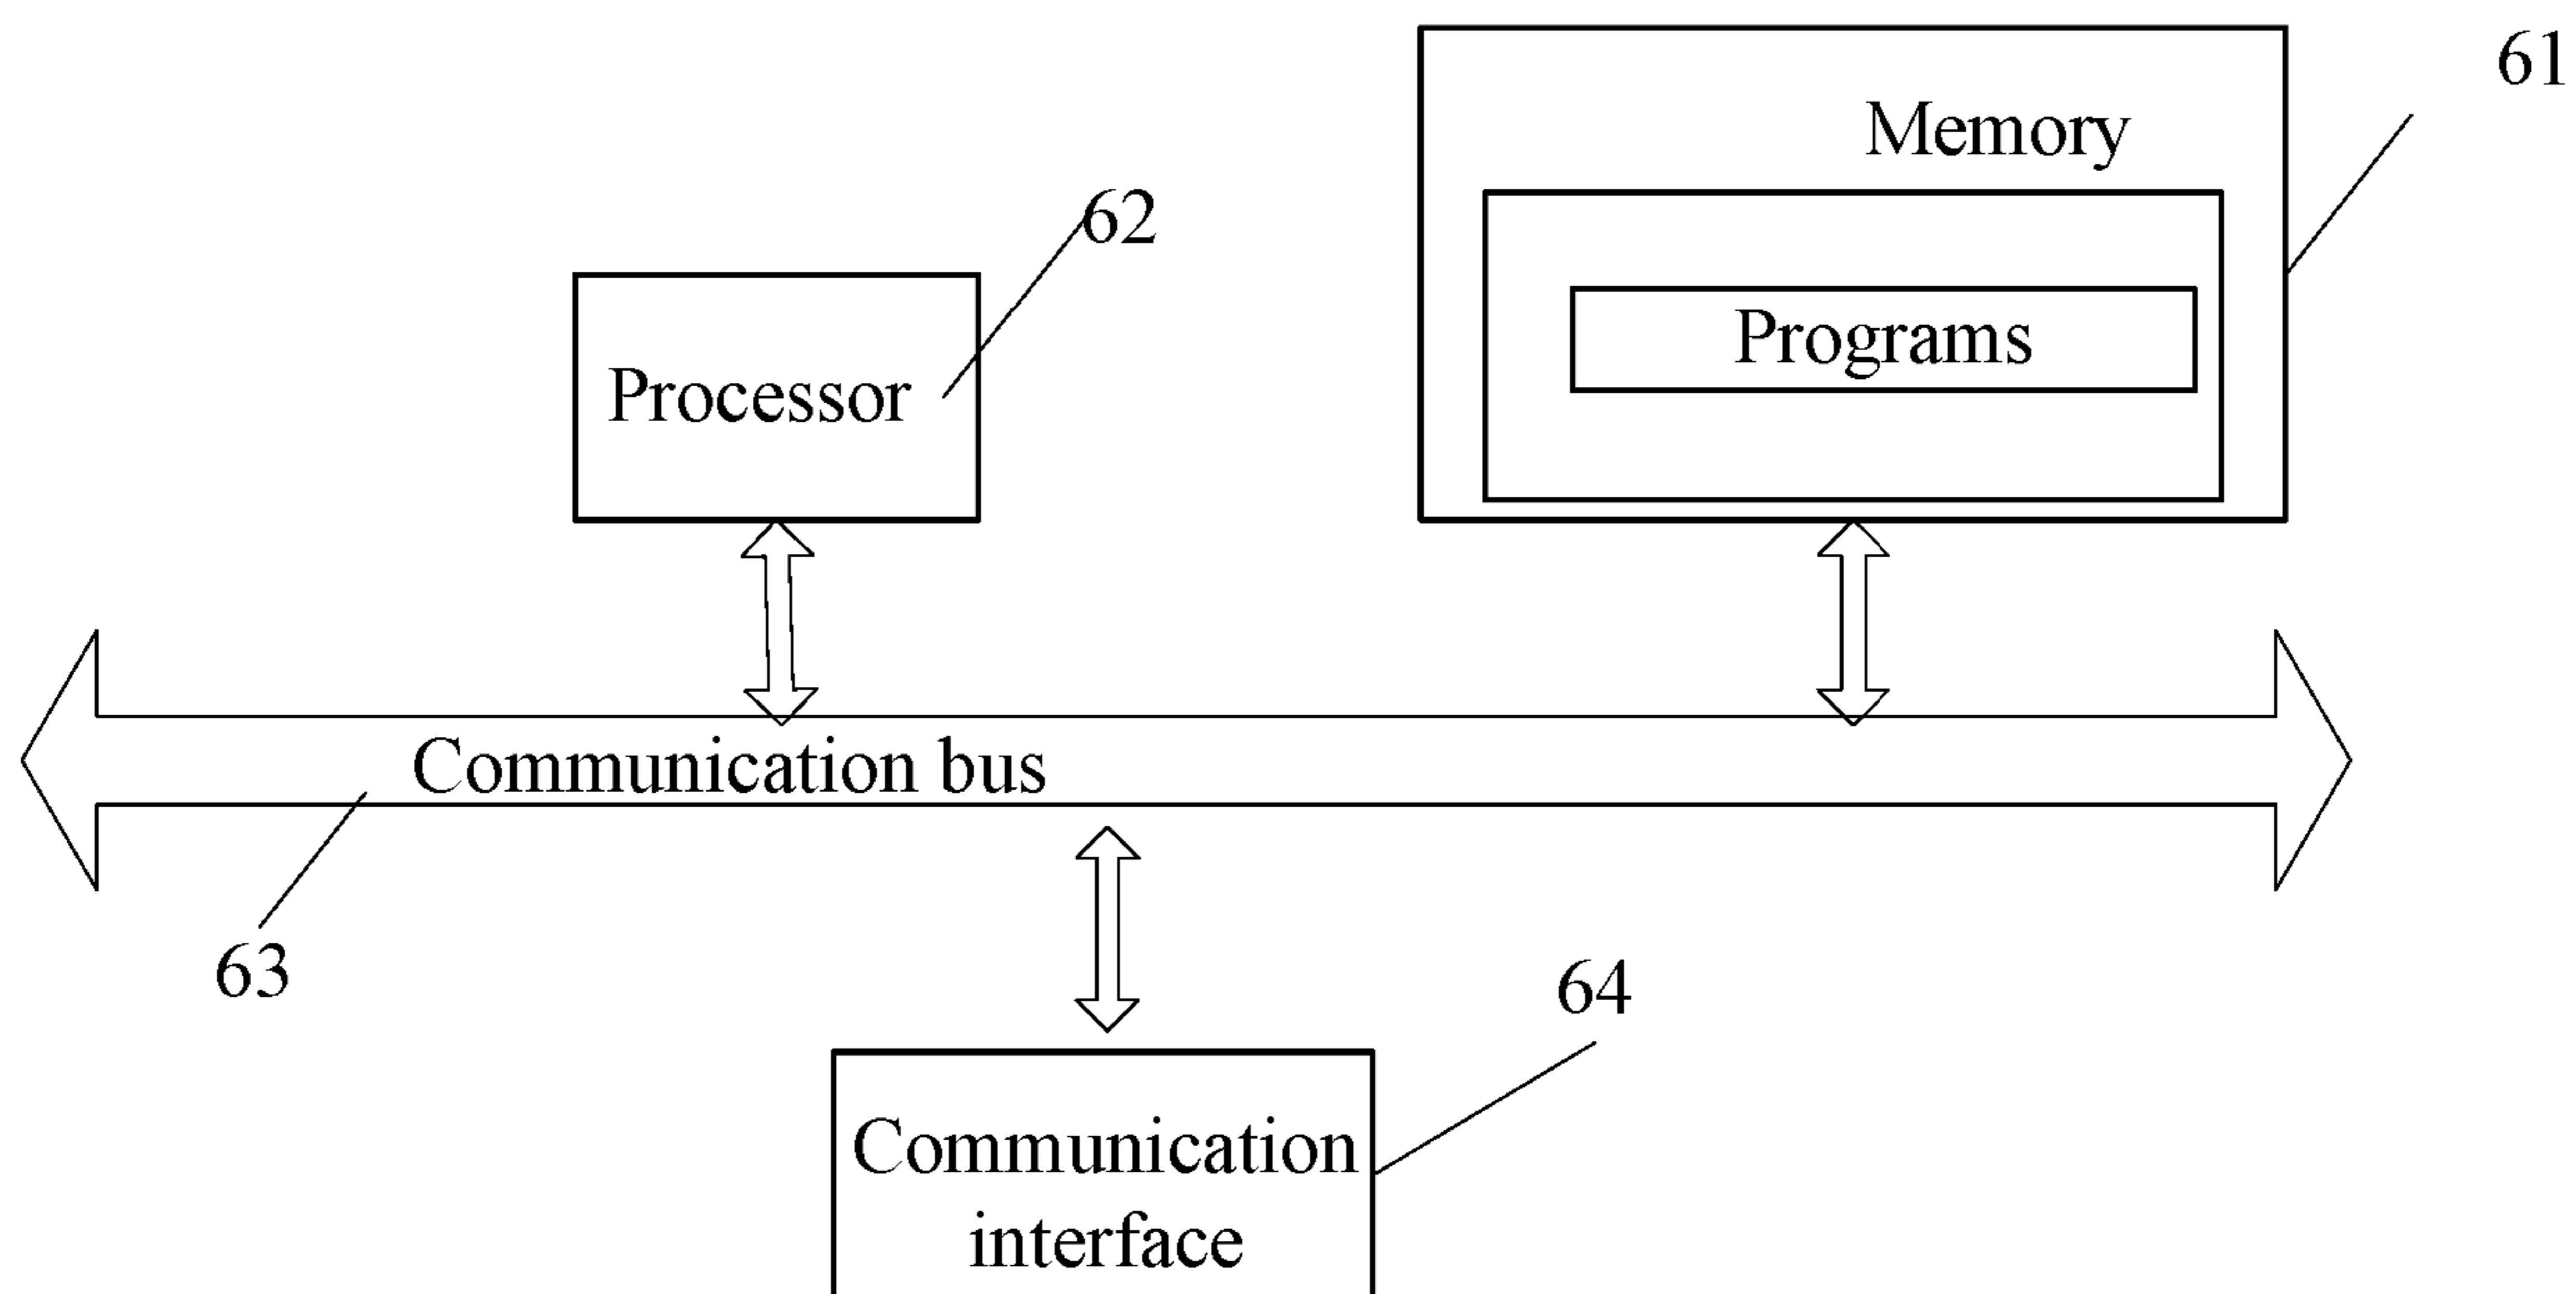 61
Memory
62
Programs
Processor
Communication bus
63
64
Communication
interface